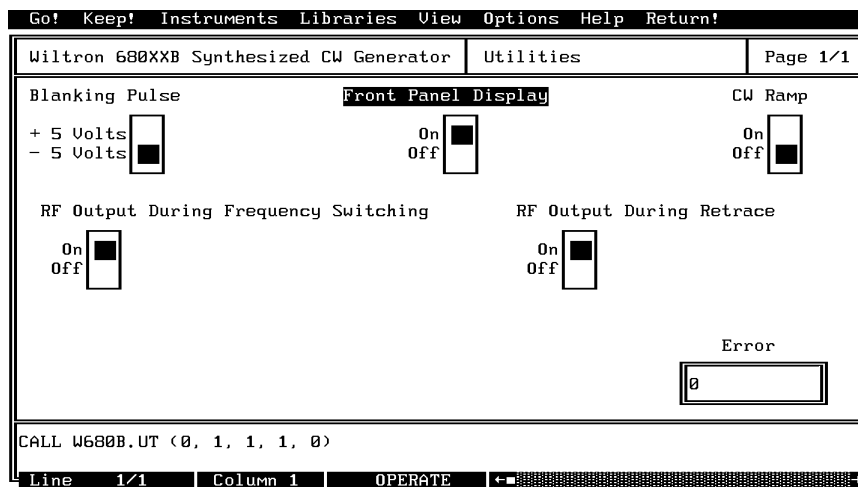 Go! Keep! Instruments Libraries View Options Help Return!
Wiltron 680XXB Synthesized CW Generator Utilities Page 1/1
Blanking Pulse Front Panel Display CW Ramp
+ 5 Volts On On
- 5 Volts Off Off
RF Output During Frequency Switching RF Output During Retrace
On On
Off Off
Error
0
CALL W680B.UT (0, 1, 1, 1, 0)
Line 1/1 Column 1 OPERATE ←